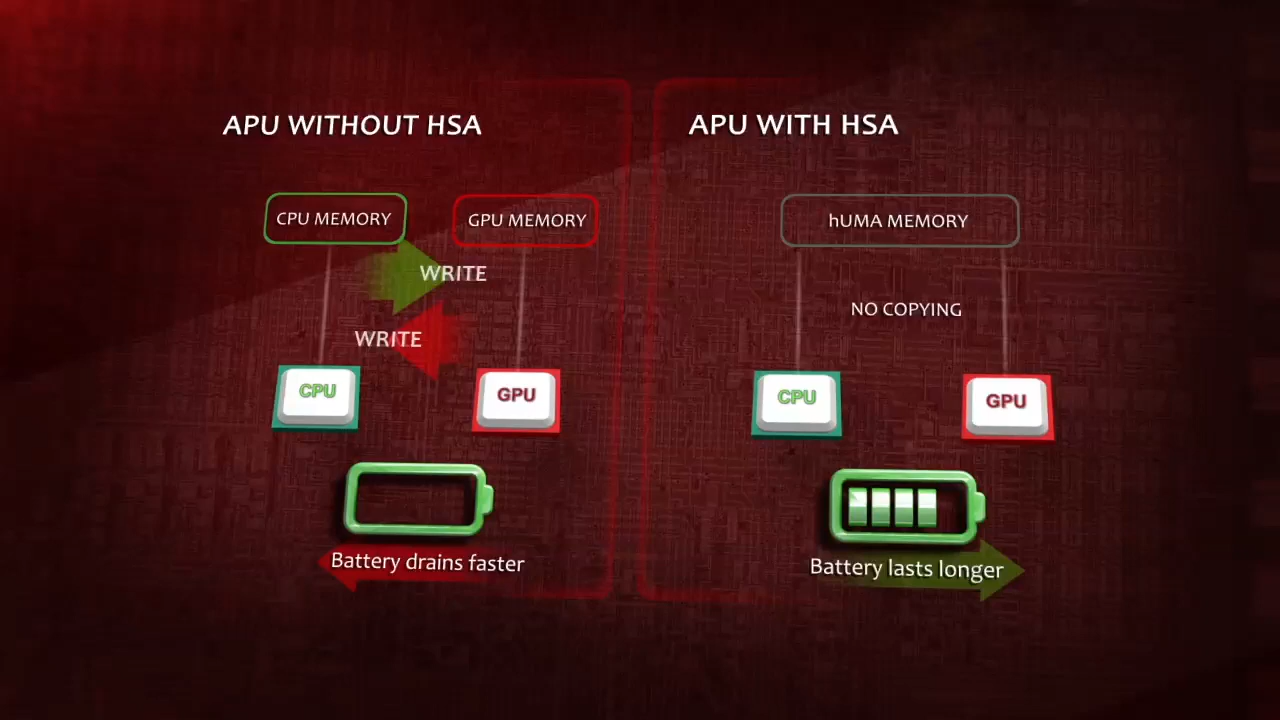 APU WITHOUT HSA
CPU MEMORY
GPU MEMORY
WRITE
WRITE
CPU
GPU
Battery drains faster
APU WITH HSA
hUMA MEMORY
NO COPYING
CPU
GPU
Battery lasts longer